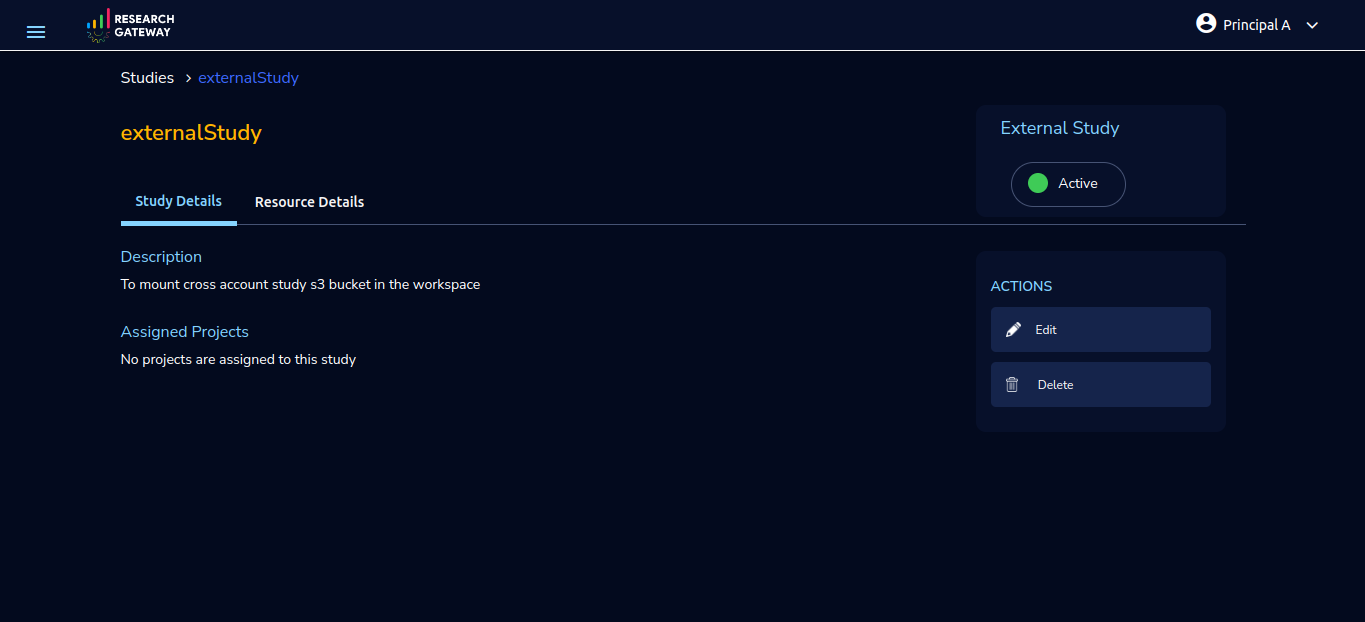 RESEARCH
GATEWAY
Principal A
Studies > externalStudy
externalStudy
External Study
Active
Study Details
Resource Details
Description
To mount cross account study s3 bucket in the workspace
Assigned Projects
No projects are assigned to this study
ACTIONS
Edit
Delete